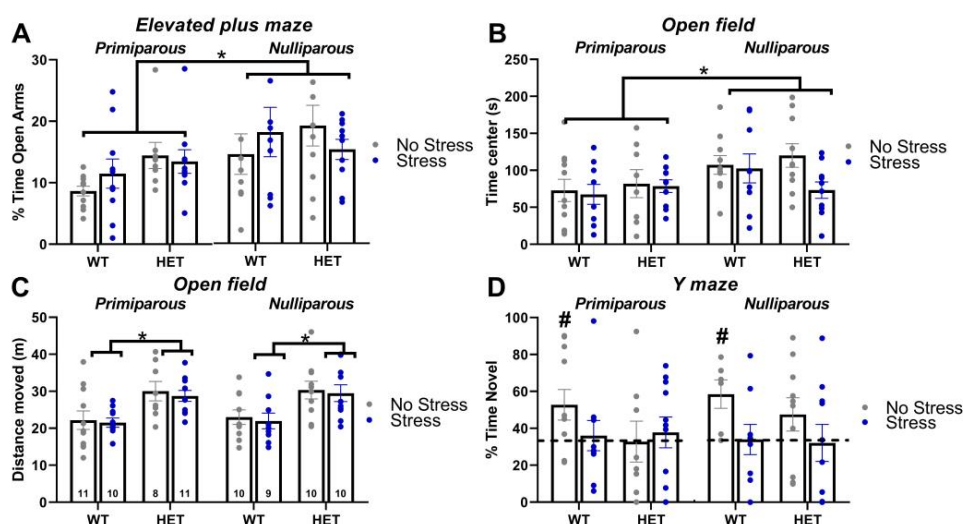 A
Elevated plus maze
Primiparous
Nulliparous
*
% Time Open Arms
30
20
10
0
WT
HET
WT
HET
No Stress
Stress
B
Open field
Primiparous
Nulliparous
*
Time center (s)
250
200
150
100
50
0
WT
HET
WT
HET
No Stress
Stress
C
Open field
Primiparous
Nulliparous
*
*
Distance moved (m)
50
40
30
20
10
0
11
10
8
11
10
9
10
10
WT
HET
WT
HET
No Stress
Stress
D
Y maze
Primiparous
Nulliparous
#
#
% Time Novel
100
80
60
40
20
0
WT
HET
WT
HET
No Stress
Stress